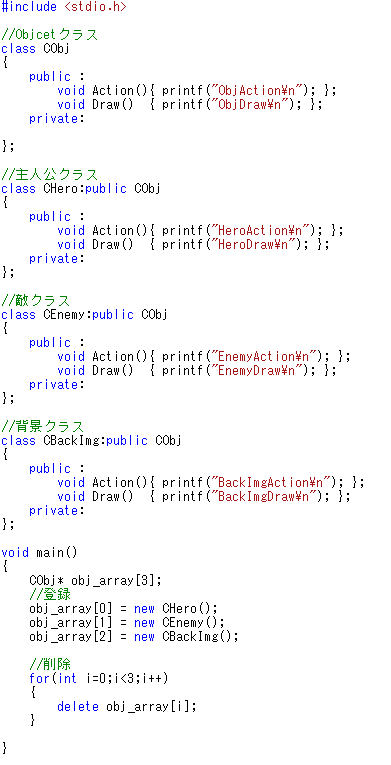 #include <stdio.h>

//Objcetクラス
class CObj
{
    public :
        void Action(){ printf("ObjAction¥n"); };
        void Draw()  { printf("ObjDraw¥n"); };
    private:

};

//主人公クラス
class CHero:public CObj
{
    public :
        void Action(){ printf("HeroAction¥n"); };
        void Draw()  { printf("HeroDraw¥n"); };
    private:
};

//敵クラス
class CEnemy:public CObj
{
    public :
        void Action(){ printf("EnemyAction¥n"); };
        void Draw()  { printf("EnemyDraw¥n"); };
    private:
};

//背景クラス
class CBackImg:public CObj
{
    public :
        void Action(){ printf("BackImgAction¥n"); };
        void Draw()  { printf("BackImgDraw¥n"); };
    private:
};

void main()
{
    CObj* obj_array[3];
    //登録
    obj_array[0] = new CHero();
    obj_array[1] = new CEnemy();
    obj_array[2] = new CBackImg();

    //削除
    for(int i=0;i<3;i++)
    {
        delete obj_array[i];
    }

}